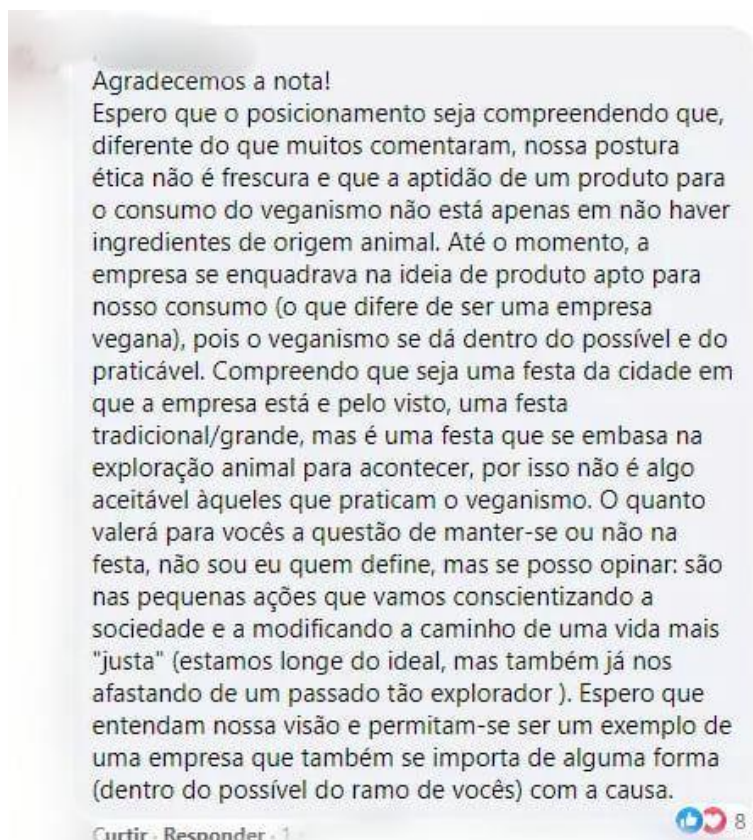 Agradecemos a nota!
Espero que o posicionamento seja compreendendo que,
diferente do que muitos comentaram, nossa postura
ética não é frescura e que a aptidão de um produto para
o consumo do veganismo não está apenas em não haver
ingredientes de origem animal. Até o momento, a
empresa se enquadrava na ideia de produto apto para
nosso consumo (o que difere de ser uma empresa
vegana), pois o veganismo se dá dentro do possível e do
praticável. Compreendo que seja uma festa da cidade em
que a empresa está e pelo visto, uma festa
tradicional/grande, mas é uma festa que se embasa na
exploração animal para acontecer, por isso não é algo
aceitável àqueles que praticam o veganismo. O quanto
valerá para vocês a questão de manter-se ou não na
festa, não sou eu quem define, mas se posso opinar: são
nas pequenas ações que vamos conscientizando a
sociedade e a modificando a caminho de uma vida mais
"justa" (estamos longe do ideal, mas também já nos
afastando de um passado tão explorador ). Espero que
entendam nossa visão e permitam-se ser um exemplo de
uma empresa que também se importa de alguma forma
(dentro do possível do ramo de vocês) com a causa.
8
Curtir · Responder · 1